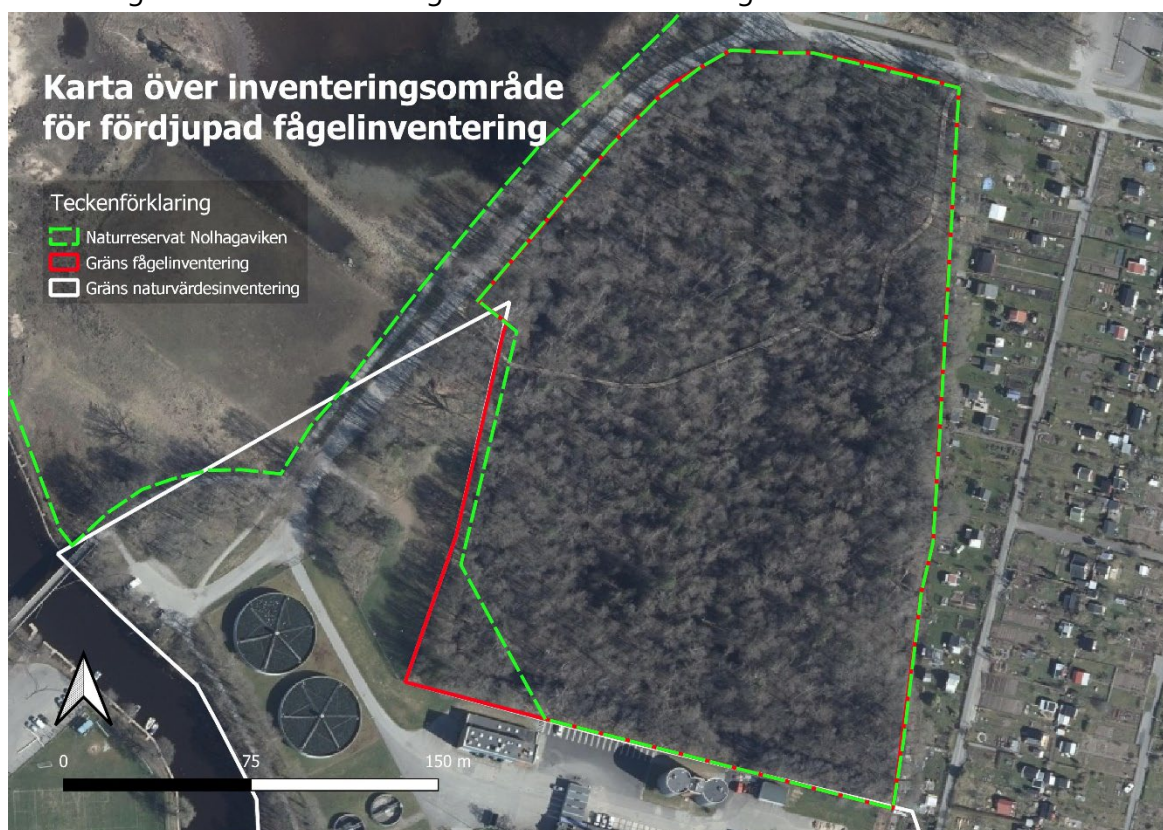 Karta över inventeringsområde
för fördjupad fågelinventering
Teckenförklaring
Naturreservat Nolhagaviken
Gräns fågelinventering
Gräns naturvärdesinventering
0 75 150 m